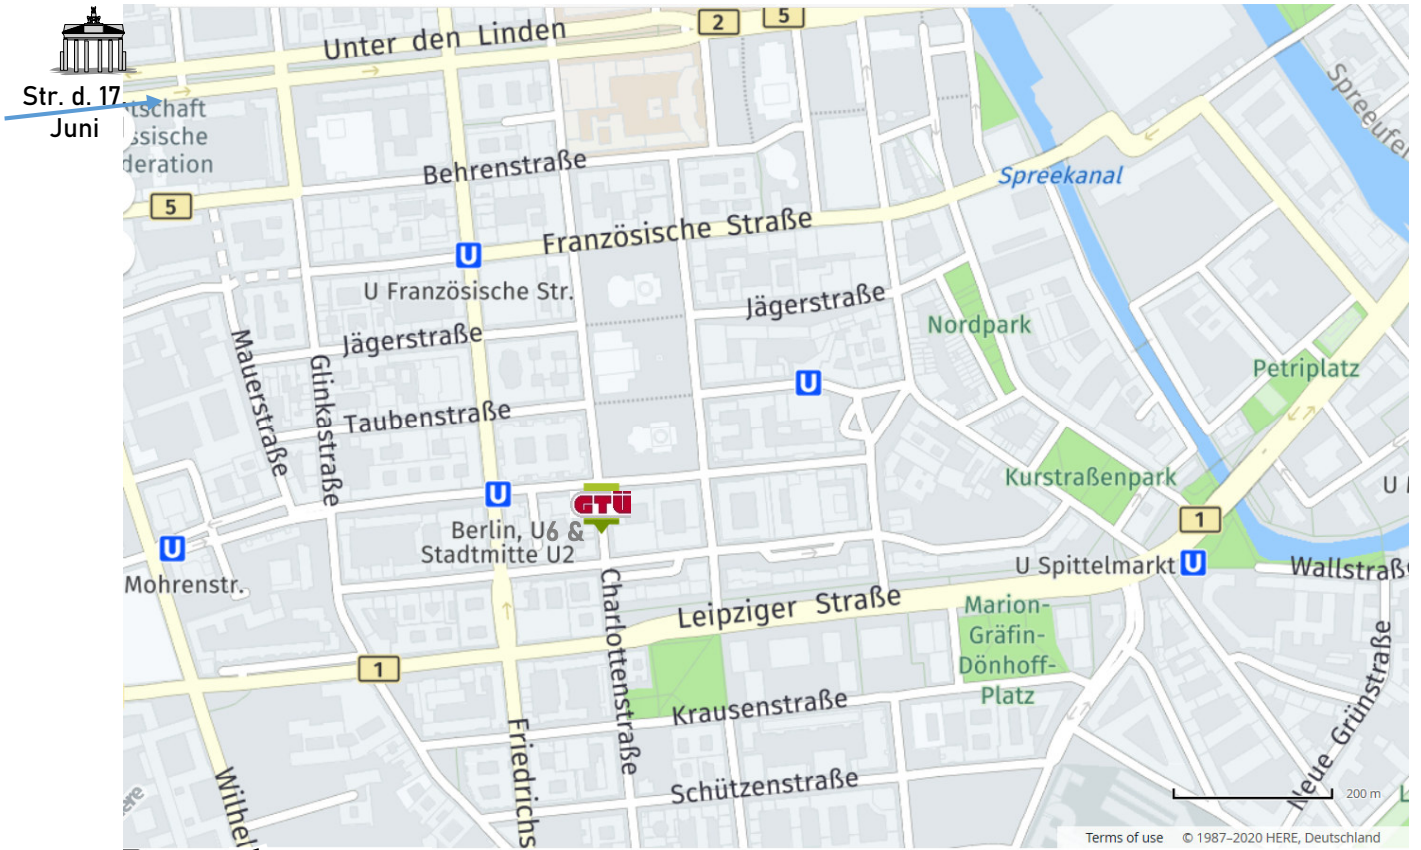 2
5
Unter den Linden
Str. d. 17.
Juni
tschaft
ssische
deration
Spreeufer
Behrenstraße
Spreekanal
5
Französische Straße
U
U Französische Str.
Jägerstraße
Jägerstraße
Nordpark
Mauerstraße
Glinkastraße
Petriplatz
U
Taubenstraße
Kurstraßenpark
U
U
GTÜ
1
Berlin, U6 &
Stadtmitte U2
U
Mohrenstr.
U Spittelmarkt
U
Wallstraß
Charlottenstraße
Leipziger Straße
Marion-
Gräfin-
Dönhoff-
Platz
1
Krausenstraße
Neue Grünstraße
Friedrichs
Wilhel
Schützenstraße
200 m
Terms of use
© 1987–2020 HERE, Deutschland